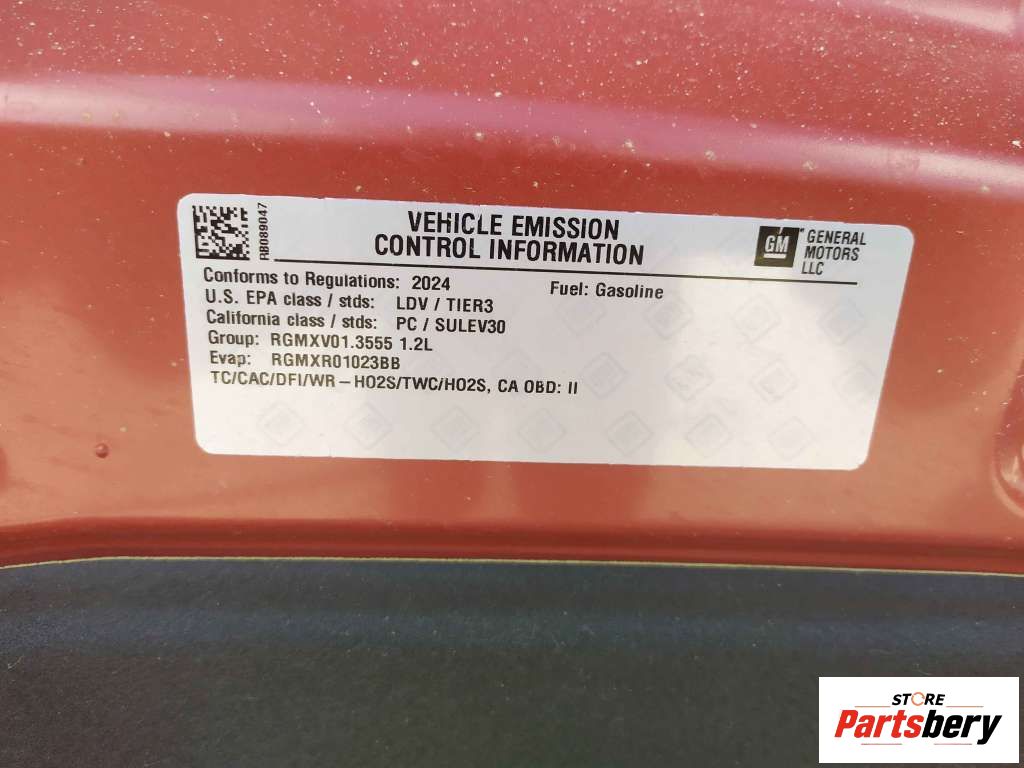 RB089047
VEHICLE EMISSION
CONTROL INFORMATION
GM
GENERAL
MOTORS
LLC
Conforms to Regulations: 2024
Fuel: Gasoline
U.S. EPA class / stds: LDV / TIER3
California class / stds: PC / SULEV30
Group: RGMXV01.3555 1.2L
Evap: RGMXR01023BB
TC/CAC/DFI/WR – HO2S/TWC/HO2S, CA OBD: II
STORE
Partsbery